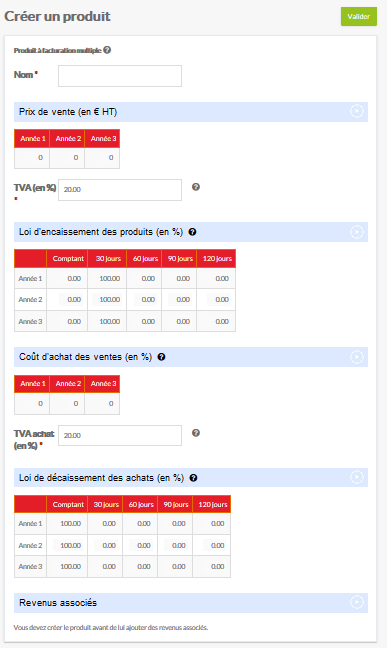 Créer un produit
Valider
Produit à facturation multiple ?
Nom *
Prix de vente (en € HT)
Année 1 Année 2 Année 3
0 0 0
TVA (en %) 20.00 ?
*
Loi d'encaissement des produits (en %) ?
Comptant 30 jours 60 jours 90 jours 120 jours
Année 1 0.00 100.00 0.00 0.00 0.00
Année 2 0.00 100.00 0.00 0.00 0.00
Année 3 0.00 100.00 0.00 0.00 0.00
Coût d'achat des ventes (en %) ?
Année 1 Année 2 Année 3
0 0 0
TVA achat 20.00 ?
(en %) *
Loi de décaissement des achats (en %) ?
Comptant 30 jours 60 jours 90 jours 120 jours
Année 1 100.00 0.00 0.00 0.00 0.00
Année 2 100.00 0.00 0.00 0.00 0.00
Année 3 100.00 0.00 0.00 0.00 0.00
Revenus associés
Vous devez créer le produit avant de lui ajouter des revenus associés.